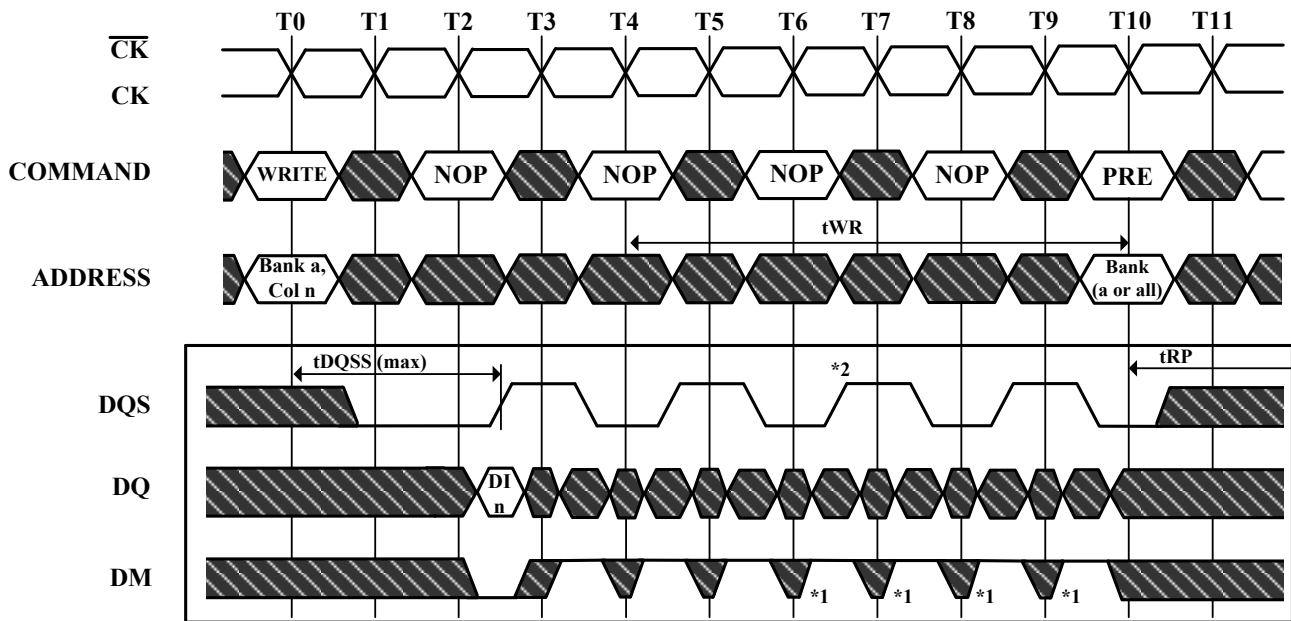 T0 T1 T2 T3 T4 T5 T6 T7 T8 T9 T10 T11
CK
CK
COMMAND
WRITE NOP NOP NOP NOP PRE
tWR
ADDRESS
Bank a,
Col n
Bank
(a or all)
tDQSS (max)
tRP
*2
DQS
DQ
DI
n
DM
*1 *1 *1 *1